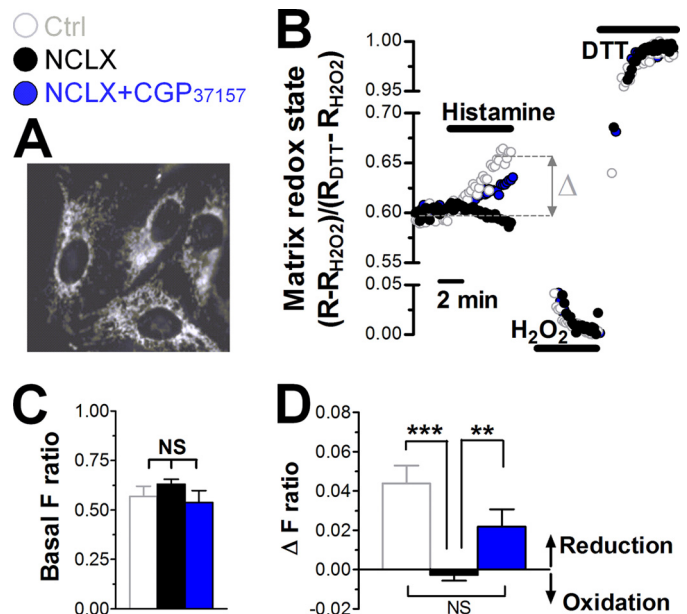 Ctrl
NCLX
NCLX+CGP37157
A
B
Matrix redox state
(R-RH2O2)/(RDTT- RH2O2)
1.00
0.95
0.70
0.65
0.60
0.55
0.05
0.00
DTT
Histamine
Δ
2 min
H2O2
C
Basal F ratio
1.00
0.75
0.50
0.25
0.00
NS
D
Δ F ratio
0.08
0.06
0.04
0.02
0.00
-0.02
*** **
Reduction
Oxidation
NS